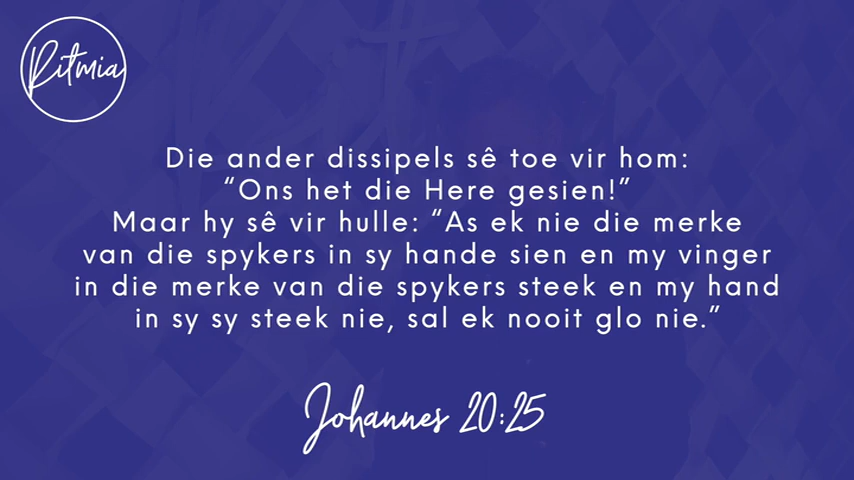 Ritmia
Die ander dissipels sê toe vir hom:
“Ons het die Here gesien!”
Maar hy sê vir hulle: “As ek nie die merke
van die spykers in sy hande sien en my vinger
in die merke van die spykers steek en my hand
in sy sy steek nie, sal ek nooit glo nie.”
Johannes 20:25